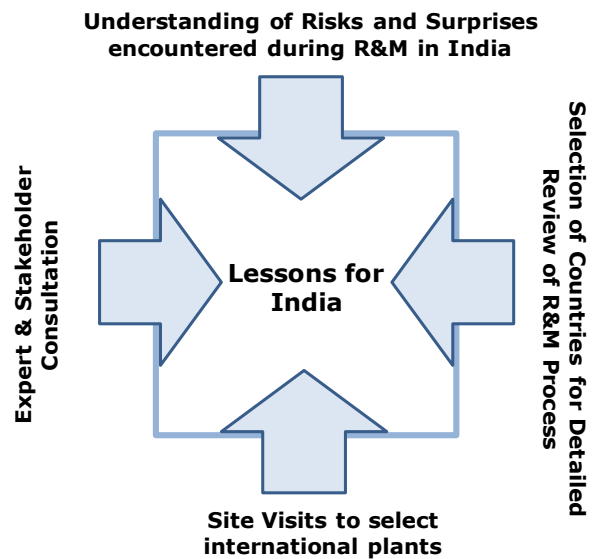 Understanding of Risks and Surprises
encountered during R&M in India
Expert & Stakeholder
Consultation
Lessons for
India
Selection of Countries for Detailed
Review of R&M Process
Site Visits to select
international plants